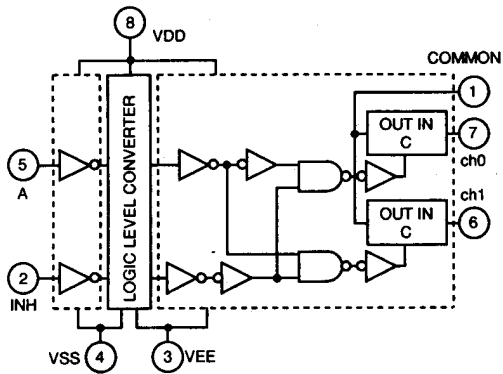 8 VDD
COMMON
1
OUT IN
C
7
ch0
5
A
LOGIC LEVEL CONVERTER
ch1
OUT IN
C
6
2
INH
VSS 4
3 VEE